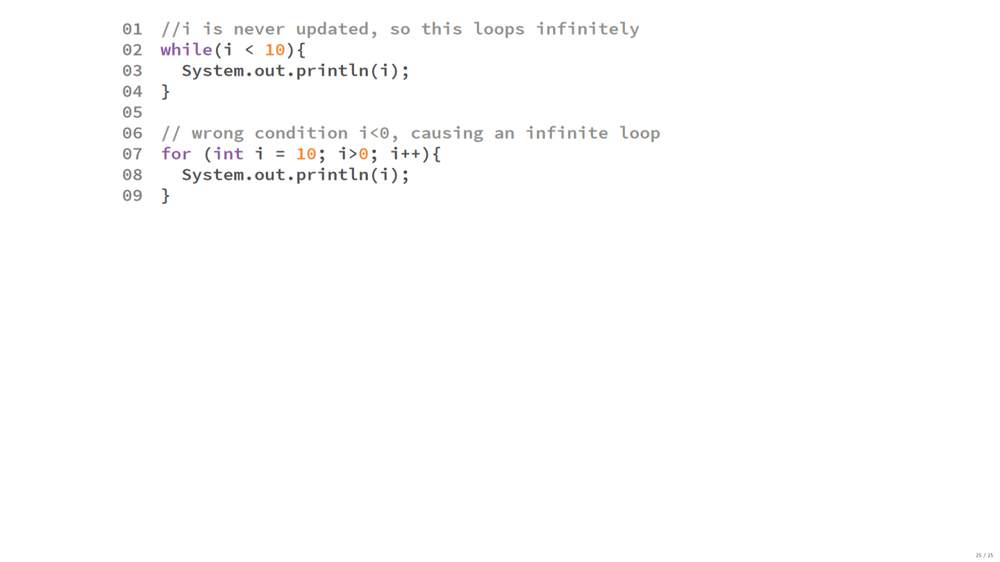 01 //i is never updated, so this loops infinitely
02 while(i < 10){
03   System.out.println(i);
04 }
05
06 // wrong condition i<0, causing an infinite loop
07 for (int i = 10; i>0; i++){
08   System.out.println(i);
09 }
25 / 25